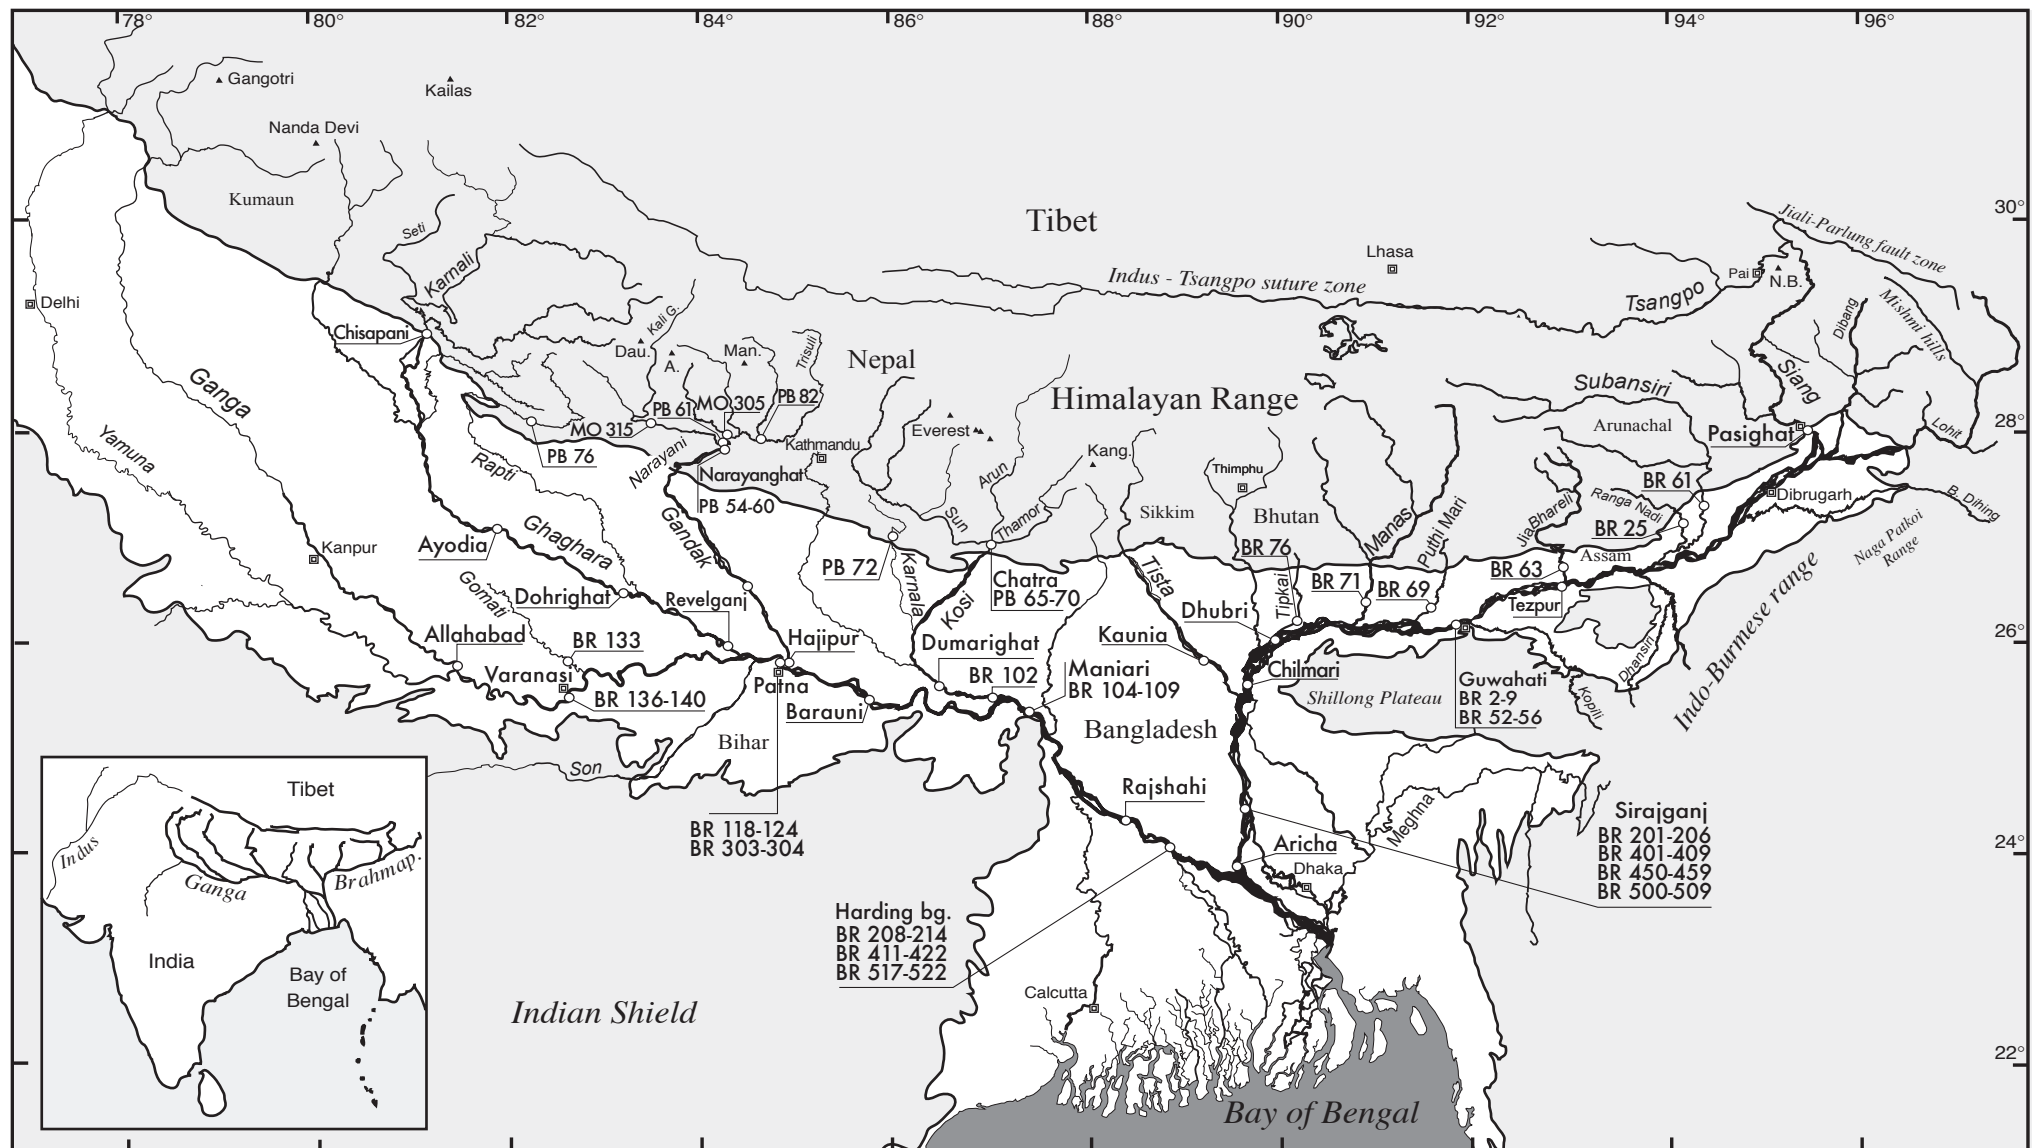 78°
80°
82°
84°
86°
88°
90°
92°
94°
96°
Gangotri
Kailas
Nanda Devi
Kumaun
Seti
Karnali
Tibet
Lhasa
30°
Jiali-Parlung fault zone
Indus - Tsangpo suture zone
Tsangpo
Pai
N.B.
Mishmi hills
Dibang
Delhi
Chisapani
Kali G.
Dau.
A.
Man.
Trisuli
Nepal
Himalayan Range
Subansiri
Siang
Arunachal
28°
Lohit
Pasighat
Ganga
Yamuna
PB 61
MO 305
PB 82
MO 315
PB 76
Narayani
Kathmandu
Narayanghat
PB 54-60
Everest
Kang.
Arun
Sun
Thamor
Sikkim
Thimphu
Bhutan
Manas
Puthi Mari
JiaBhareli
Ranga Nadi
BR 61
BR 25
Dibrugarh
B. Dihing
Naga Patkoi
Range
Rapti
Ghaghara
Gandak
Ayodia
Kanpur
Gomati
Dohrighat
Revelganj
PB 72
Karnala
Kosi
Chatra
PB 65-70
Tista
BR 76
Tipkai
BR 71
BR 69
BR 63
Assam
Tezpur
Indo-Burmese range
Dhansiri
Kopili
26°
Allahabad
Varanasi
BR 133
BR 136-140
Hajipur
Patna
Barauni
Dumarighat
BR 102
Maniari
BR 104-109
Kaunia
Dhubri
Chilmari
Shillong Plateau
Guwahati
BR 2-9
BR 52-56
Bihar
Son
BR 118-124
BR 303-304
Bangladesh
Rajshahi
Meghna
Aricha
Dhaka
Sirajganj
BR 201-206
BR 401-409
BR 450-459
BR 500-509
24°
Harding bg.
BR 208-214
BR 411-422
BR 517-522
Calcutta
Indian Shield
22°
Bay of Bengal
Tibet
Indus
Ganga
Brahmap.
India
Bay of
Bengal